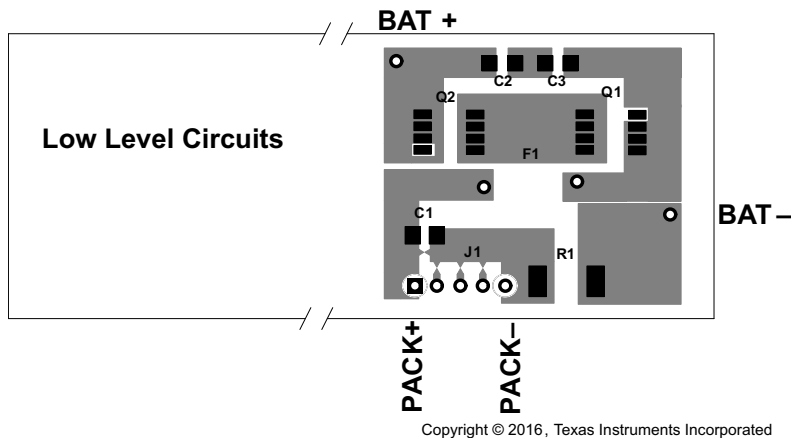 BAT +
C2 C3
Q2 Q1
Low Level Circuits
F1
C1
BAT –
J1 R1
PACK+
PACK–
Copyright © 2016, Texas Instruments Incorporated